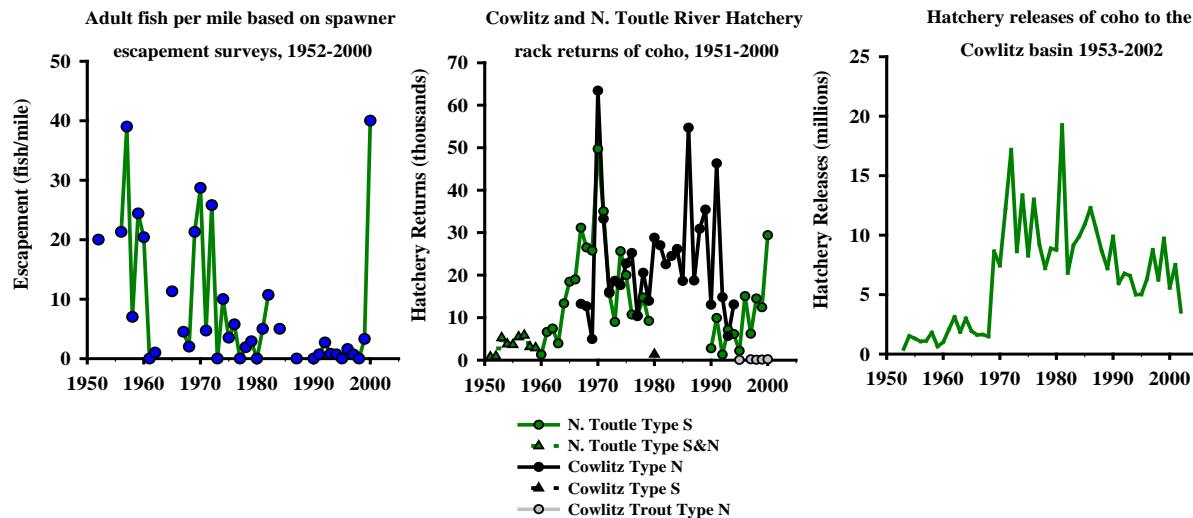 Adult fish per mile based on spawner
escapement surveys, 1952-2000
Escapement (fish/mile)
50
40
30
20
10
0
1950 1960 1970 1980 1990 2000
Cowlitz and N. Toutle River Hatchery
rack returns of coho, 1951-2000
Hatchery Returns (thousands)
70
60
50
40
30
20
10
0
1950 1960 1970 1980 1990 2000
N. Toutle Type S
N. Toutle Type S&N
Cowlitz Type N
Cowlitz Type S
Cowlitz Trout Type N
Hatchery releases of coho to the
Cowlitz basin 1953-2002
Hatchery Releases (millions)
25
20
15
10
5
0
1950 1960 1970 1980 1990 2000